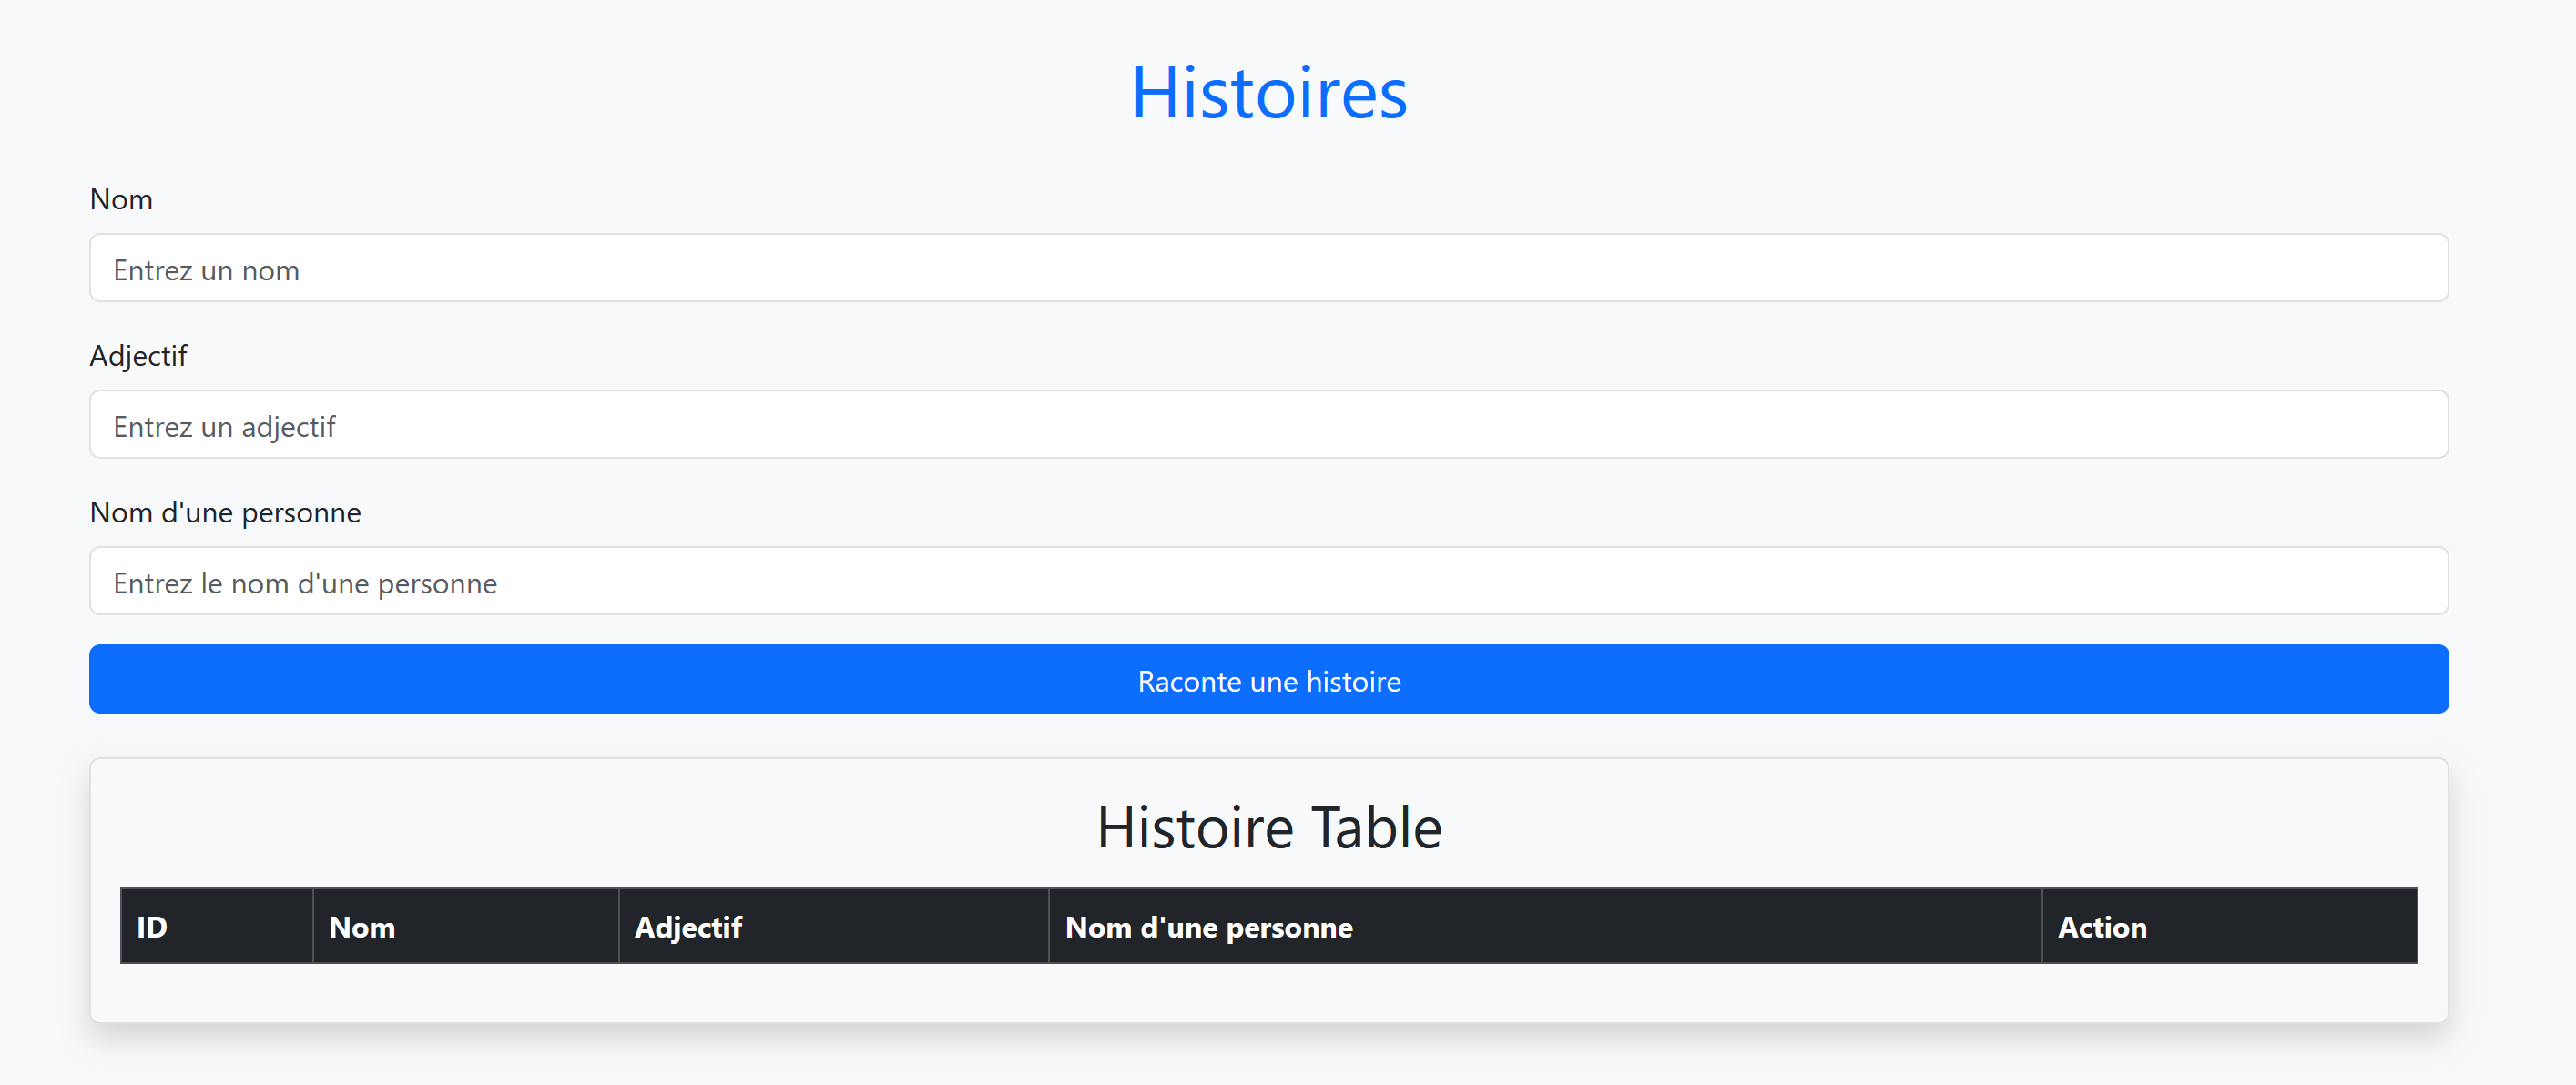 Histoires
Nom
Entrez un nom
Adjectif
Entrez un adjectif
Nom d'une personne
Entrez le nom d'une personne
Raconte une histoire
Histoire Table
ID Nom Adjectif Nom d'une personne Action